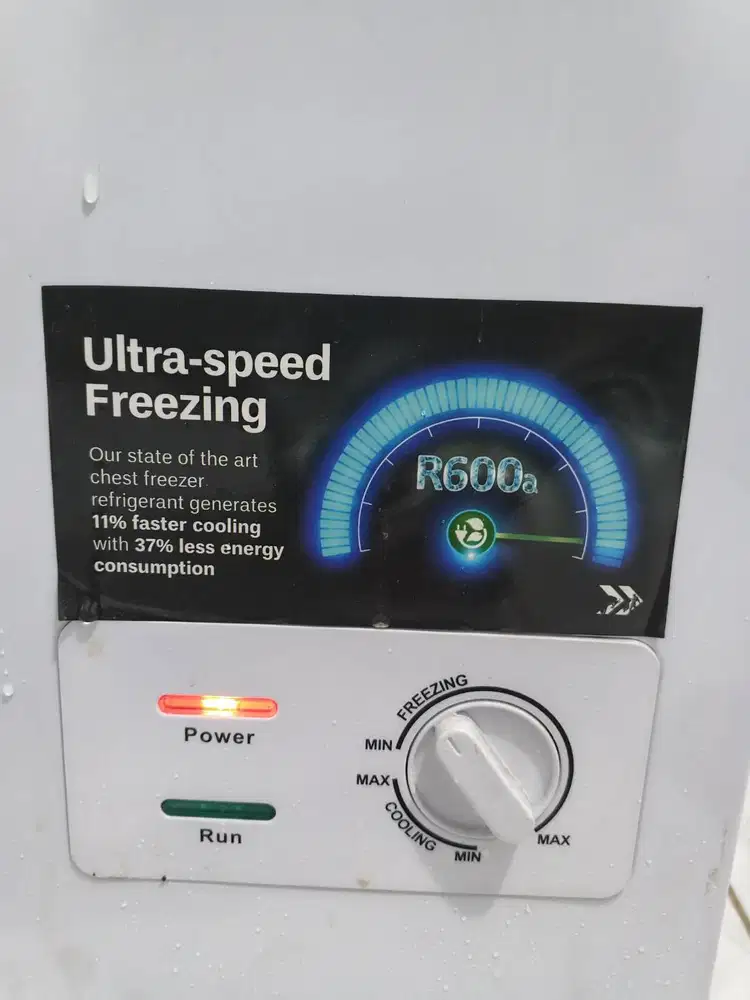 Ultra-speed
Freezing
Our state of the art
chest freezer
refrigerant generates
11% faster cooling
with 37% less energy
consumption
R600a
Power
Run
FREEZING
MIN
MAX
COOLING
MIN
MAX